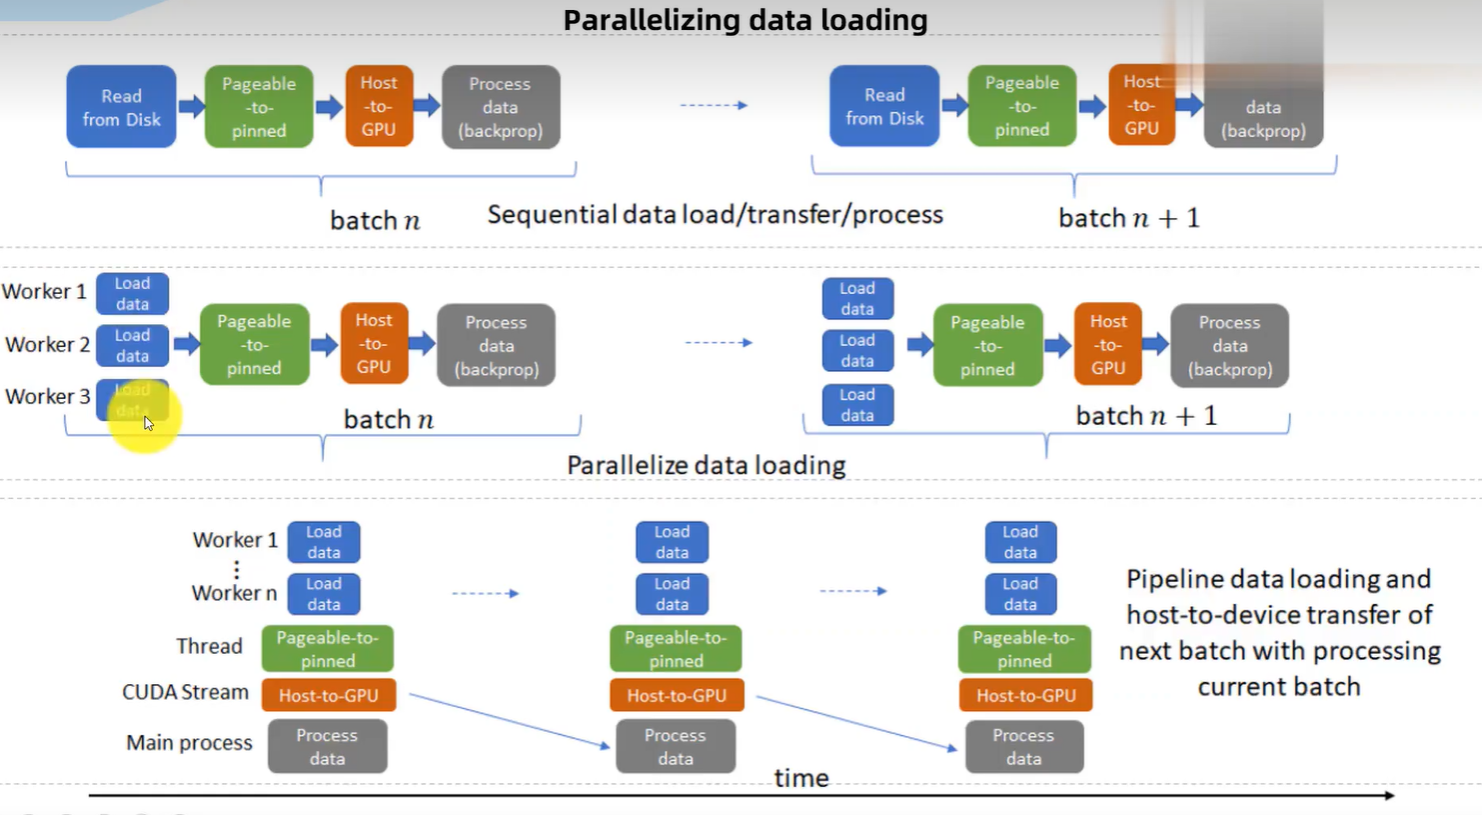 Parallelizing data loading
Read
from Disk
Pageable
-to-
pinned
Host
-to-
GPU
Process
data
(backprop)
Read
from Disk
Pageable
-to-
pinned
Host
-to-
GPU
data
(backprop)
batch n
Sequential data load/transfer/process
batch n + 1
Worker 1
Load
data
Worker 2
Load
data
Worker 3
Load
data
Pageable
-to-
pinned
Host
-to-
GPU
Process
data
(backprop)
Load
data
Load
data
Load
data
Pageable
-to-
pinned
Host
-to-
GPU
Process
data
(backprop)
batch n
batch n + 1
Parallelize data loading
Worker 1
Load
data
Load
data
Load
data
⋮
Worker n
Load
data
Load
data
Load
data
Thread
Pageable-to-
pinned
Pageable-to-
pinned
Pageable-to-
pinned
CUDA Stream
Host-to-GPU
Host-to-GPU
Host-to-GPU
Main process
Process
data
Process
data
Process
data
Pipeline data loading and
host-to-device transfer of
next batch with processing
current batch
time